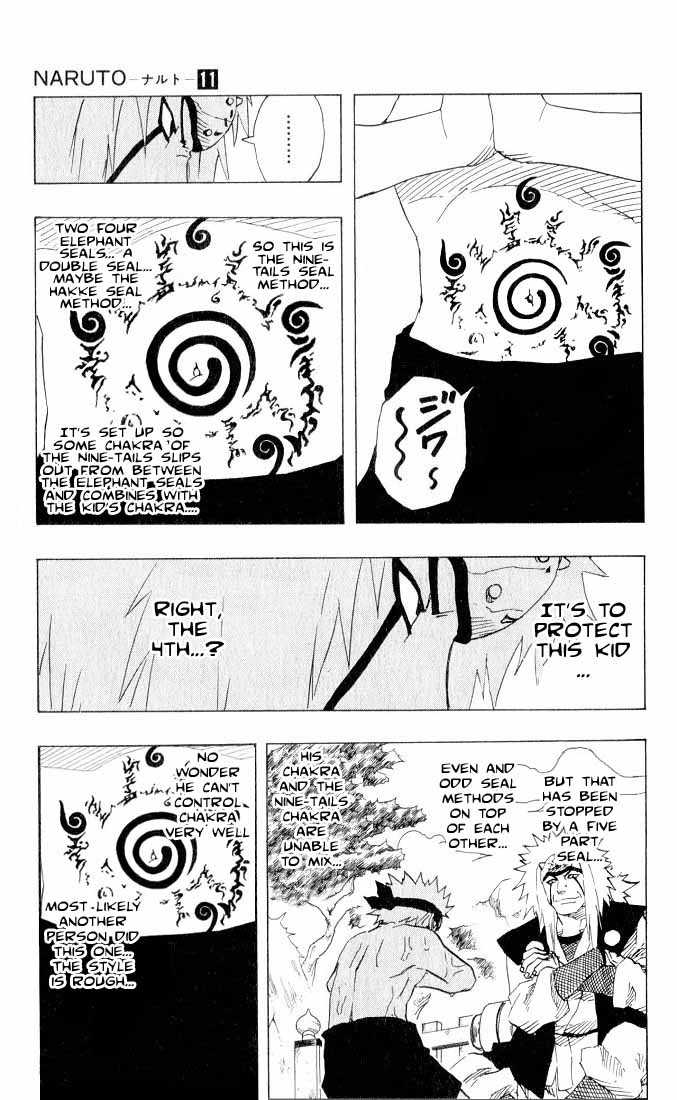 NARUTO—ナルト—11
ジワ〜〜
.........
SO THIS IS
THE NINE-
TAILS SEAL
METHOD...
TWO FOUR
ELEPHANT
SEALS... A
DOUBLE SEAL...
MAYBE THE
HAKKE SEAL
METHOD...
IT'S SET UP SO
SOME CHAKRA OF
THE NINE-TAILS SLIPS
OUT FROM BETWEEN
THE ELEPHANT SEALS
AND COMBINES WITH
THE KID'S CHAKRA....
IT'S TO
PROTECT
THIS KID
...
RIGHT,
THE
4TH...?
BUT THAT
HAS BEEN
STOPPED
BY A FIVE
PART
SEAL...
EVEN AND
ODD SEAL
METHODS
ON TOP
OF EACH
OTHER...
HIS
CHAKRA
AND THE
NINE-TAILS
CHAKRA
ARE
UNABLE
TO MIX...
NO
WONDER
HE CAN'T
CONTROL
CHAKRA
VERY WELL
MOST-LIKELY
ANOTHER
PERSON DID
THIS ONE...
THE STYLE
IS ROUGH...